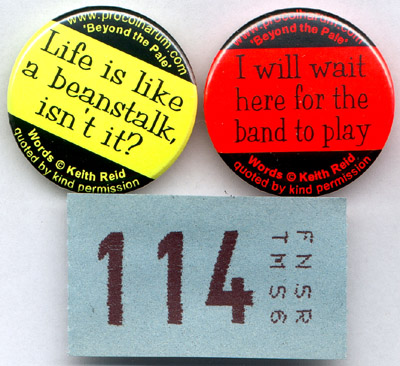 www.procolharum.com
'Beyond the Pale'
Life is like
a beanstalk,
isn't it?
Words © Keith Reid
quoted by kind permission
www.procolharum.com
'Beyond the Pale'
I will wait
here for the
band to play
Words © Keith Reid
quoted by kind permission
114
FNSR
TMS6